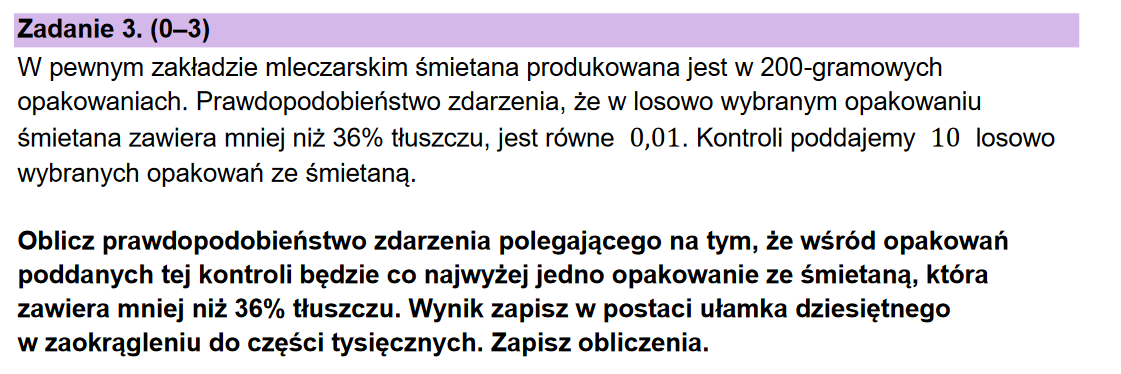 Zadanie 3. (0–3)
W pewnym zakładzie mleczarskim śmietana produkowana jest w 200-gramowych
opakowaniach. Prawdopodobieństwo zdarzenia, że w losowo wybranym opakowaniu
śmietana zawiera mniej niż 36% tłuszczu, jest równe 0,01. Kontroli poddajemy 10 losowo
wybranych opakowań ze śmietaną.
Oblicz prawdopodobieństwo zdarzenia polegającego na tym, że wśród opakowań
poddanych tej kontroli będzie co najwyżej jedno opakowanie ze śmietaną, która
zawiera mniej niż 36% tłuszczu. Wynik zapisz w postaci ułamka dziesiętnego
w zaokrągleniu do części tysięcznych. Zapisz obliczenia.